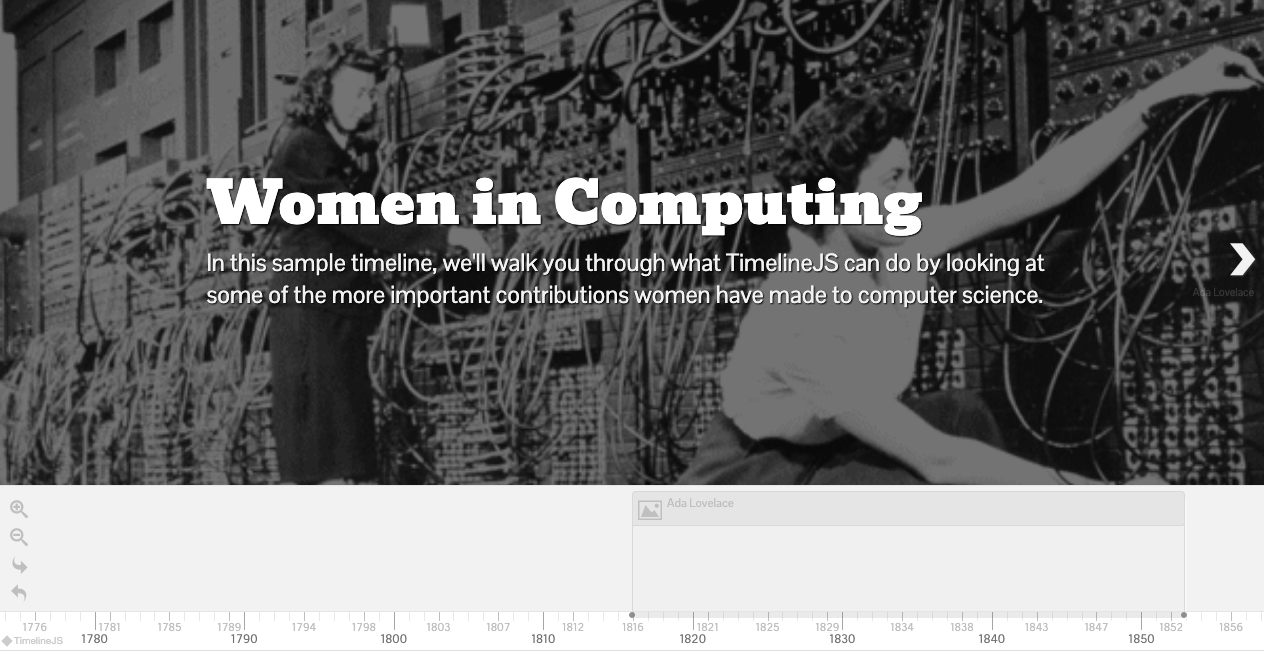 Women in Computing
In this sample timeline, we'll walk you through what TimelineJS can do by looking at
some of the more important contributions women have made to computer science.
Ada Lovelace
Ada Lovelace
1776 1781 1785 1789 1794 1798 1803 1807 1812 1816 1821 1825 1829 1834 1838 1843 1847 1852 1856
TimelineJS 1780 1790 1800 1810 1820 1830 1840 1850